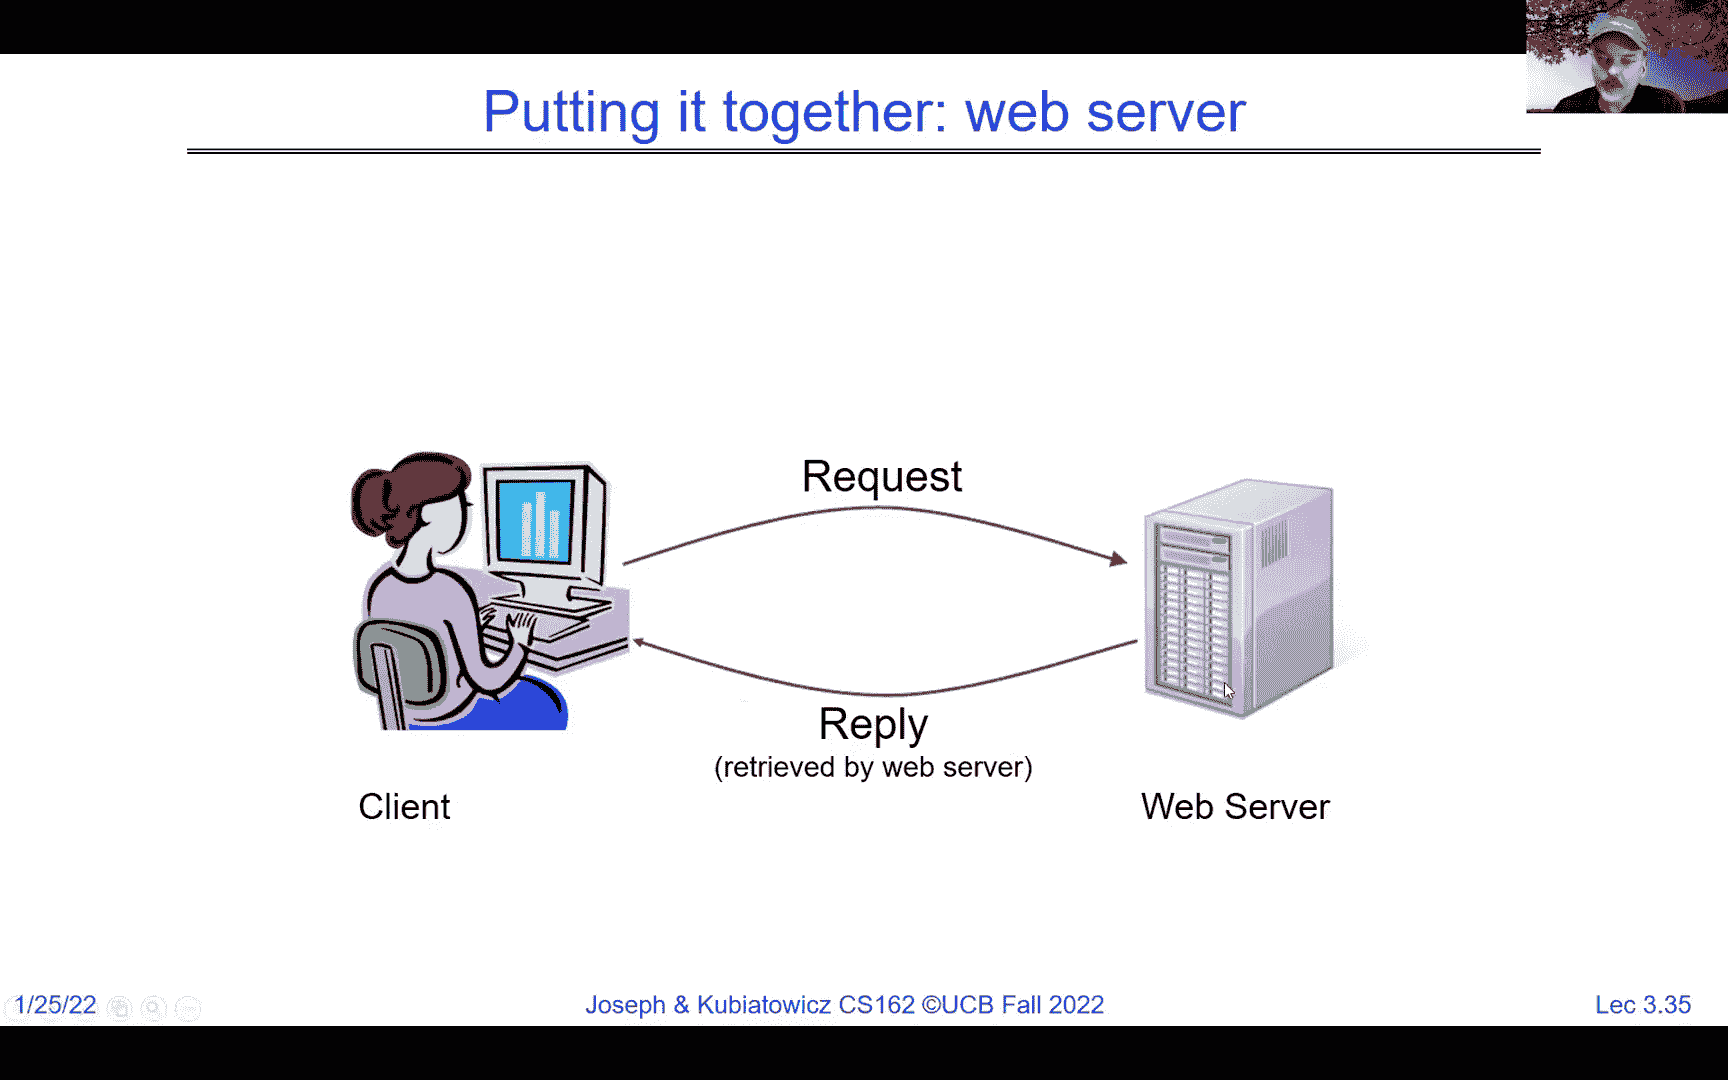 Putting it together: web server
Request
Reply
(retrieved by web server)
Client
Web Server
1/25/22
Joseph & Kubiatowicz CS162 ©UCB Fall 2022
Lec 3.35